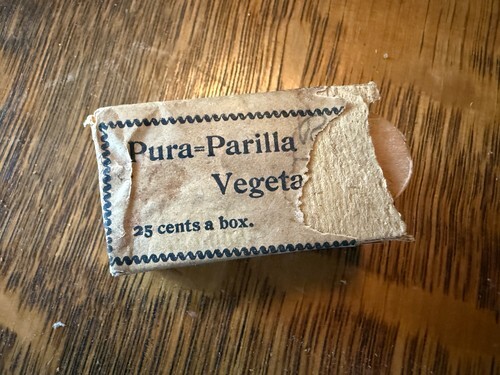 Pura=Parilla
Vegeta
25 cents a box.